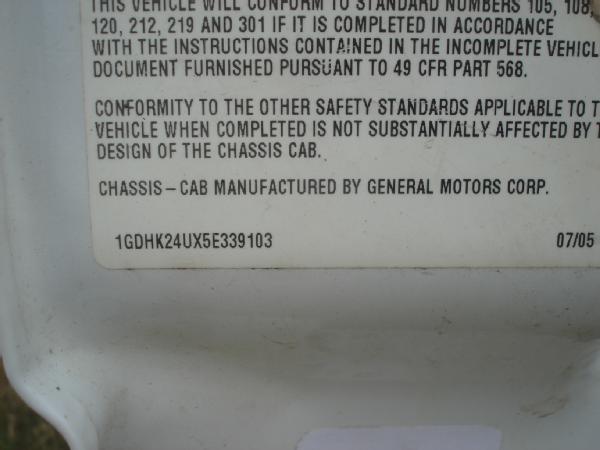 THIS VEHICLE WILL CONFORM TO STANDARD NUMBERS 105, 108,
120, 212, 219 AND 301 IF IT IS COMPLETED IN ACCORDANCE
WITH THE INSTRUCTIONS CONTAINED IN THE INCOMPLETE VEHICL
DOCUMENT FURNISHED PURSUANT TO 49 CFR PART 568.
CONFORMITY TO THE OTHER SAFETY STANDARDS APPLICABLE TO T
VEHICLE WHEN COMPLETED IS NOT SUBSTANTIALLY AFFECTED BY T
DESIGN OF THE CHASSIS CAB.
CHASSIS-CAB MANUFACTURED BY GENERAL MOTORS CORP.
1GDHK24UX5E339103 07/05